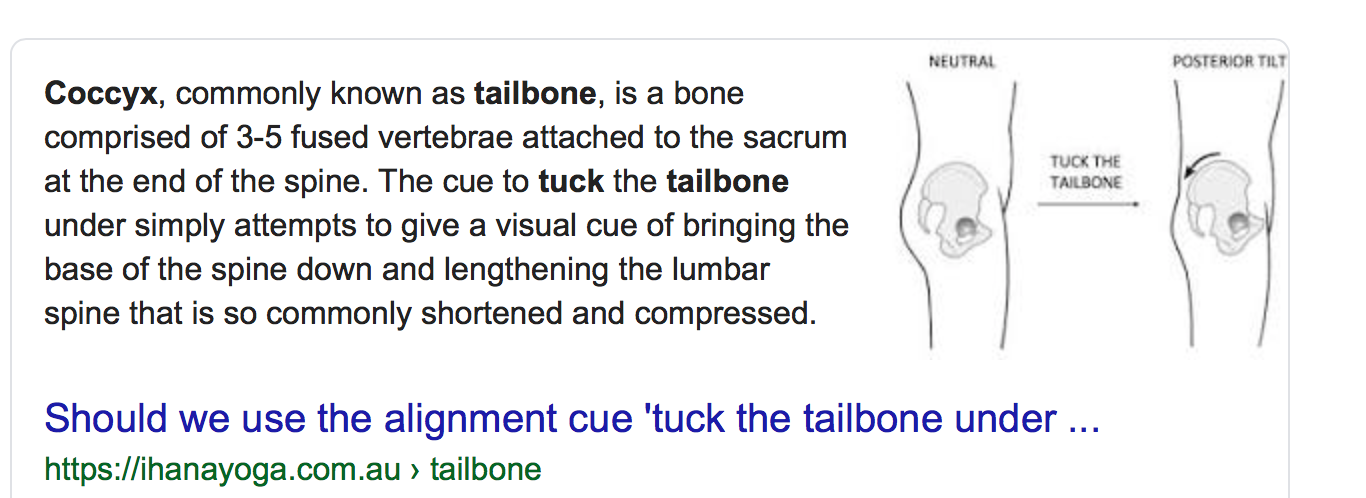 Coccyx, commonly known as tailbone, is a bone
comprised of 3-5 fused vertebrae attached to the sacrum
at the end of the spine. The cue to tuck the tailbone
under simply attempts to give a visual cue of bringing the
base of the spine down and lengthening the lumbar
spine that is so commonly shortened and compressed.
NEUTRAL
TUCK THE
TAILBONE
POSTERIOR TILT
Should we use the alignment cue 'tuck the tailbone under ...
https://ihanayoga.com.au › tailbone